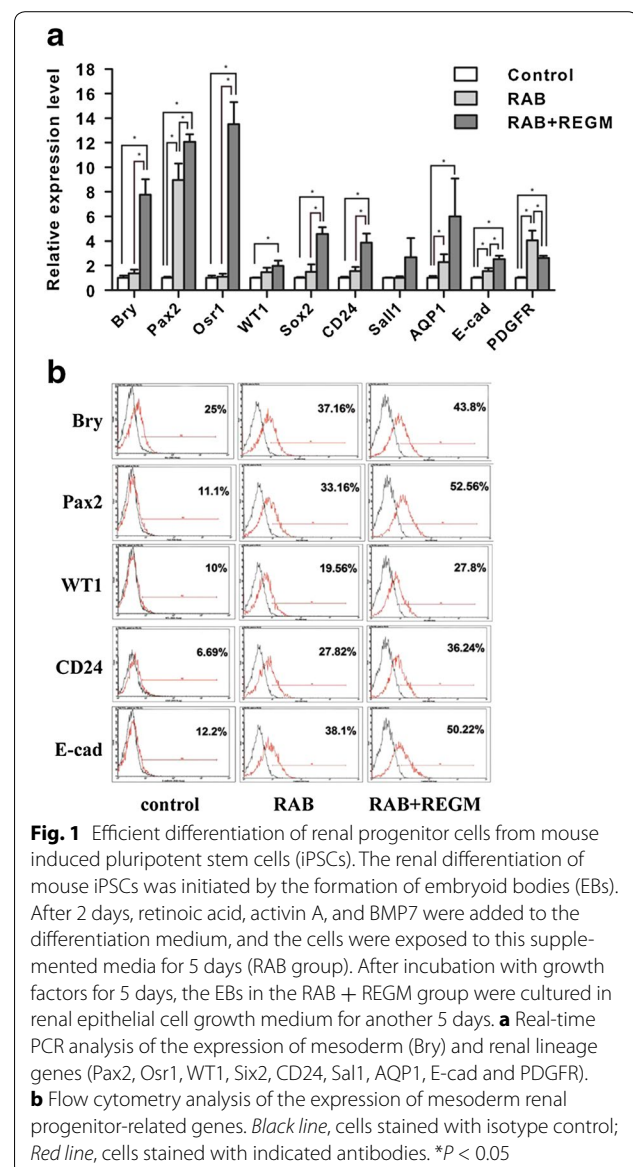 a
18
16
14
12
10
8
6
4
2
0
Relative expression level
Control
RAB
RAB+REGM
Bry
Pax2
Osr1
WT1
Sox2
CD24
Sall1
AQP1
E-cad
PDGFR
b
Bry 25% 37.16% 43.8%
Pax2 11.1% 33.16% 52.56%
WT1 10% 19.56% 27.8%
CD24 6.69% 27.82% 36.24%
E-cad 12.2% 38.1% 50.22%
control RAB RAB+REGM
Fig. 1 Efficient differentiation of renal progenitor cells from mouse
induced pluripotent stem cells (iPSCs). The renal differentiation of
mouse iPSCs was initiated by the formation of embryoid bodies (EBs).
After 2 days, retinoic acid, activin A, and BMP7 were added to the
differentiation medium, and the cells were exposed to this supple-
mented media for 5 days (RAB group). After incubation with growth
factors for 5 days, the EBs in the RAB + REGM group were cultured in
renal epithelial cell growth medium for another 5 days. a Real-time
PCR analysis of the expression of mesoderm (Bry) and renal lineage
genes (Pax2, Osr1, WT1, Six2, CD24, Sal1, AQP1, E-cad and PDGFR).
b Flow cytometry analysis of the expression of mesoderm renal
progenitor-related genes. Black line, cells stained with isotype control;
Red line, cells stained with indicated antibodies. *P < 0.05